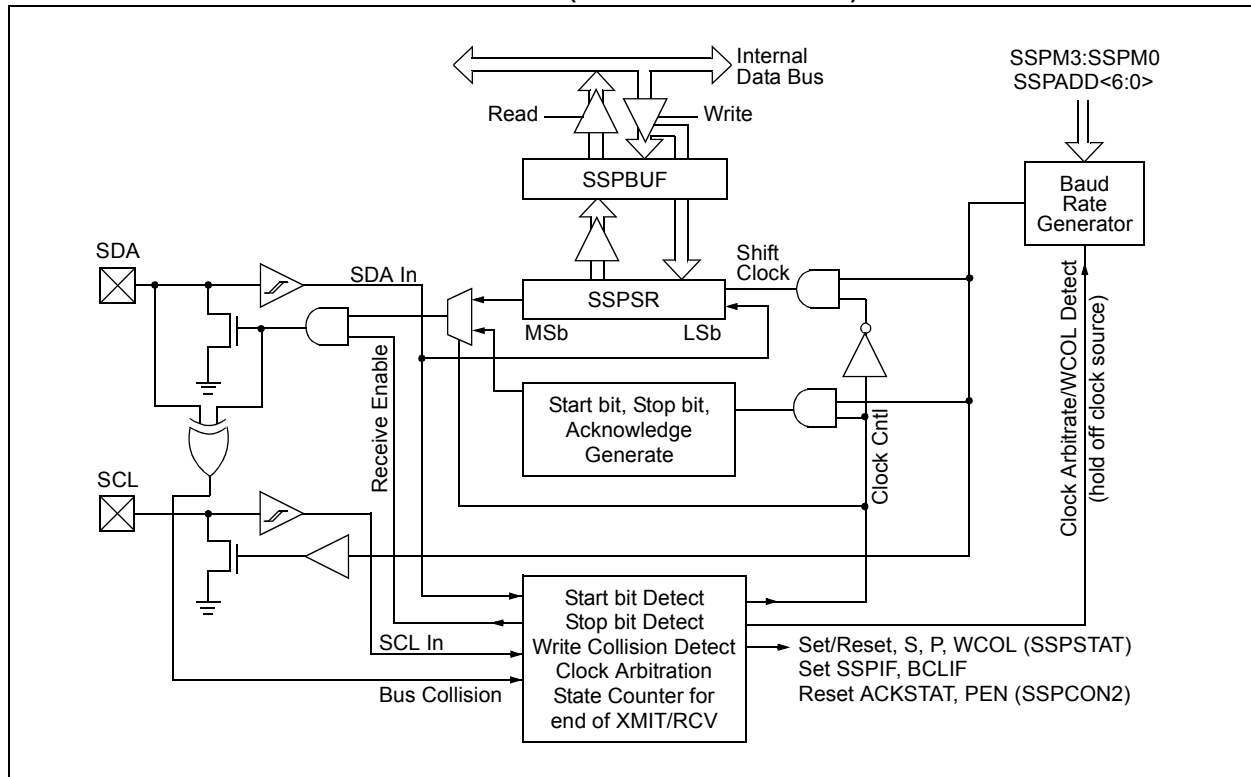 Internal
Data Bus
Read
Write
SSPM3:SSPM0
SSPADD<6:0>
SSPBUF
Baud
Rate
Generator
SDA
SDA In
Shift
Clock
SSPSR
MSb
LSb
Start bit, Stop bit,
Acknowledge
Generate
Receive Enable
Clock Cntl
Clock Arbitrate/WCOL Detect
(hold off clock source)
SCL
SCL In
Bus Collision
Start bit Detect
Stop bit Detect
Write Collision Detect
Clock Arbitration
State Counter for
end of XMIT/RCV
Set/Reset, S, P, WCOL (SSPSTAT)
Set SSPIF, BCLIF
Reset ACKSTAT, PEN (SSPCON2)